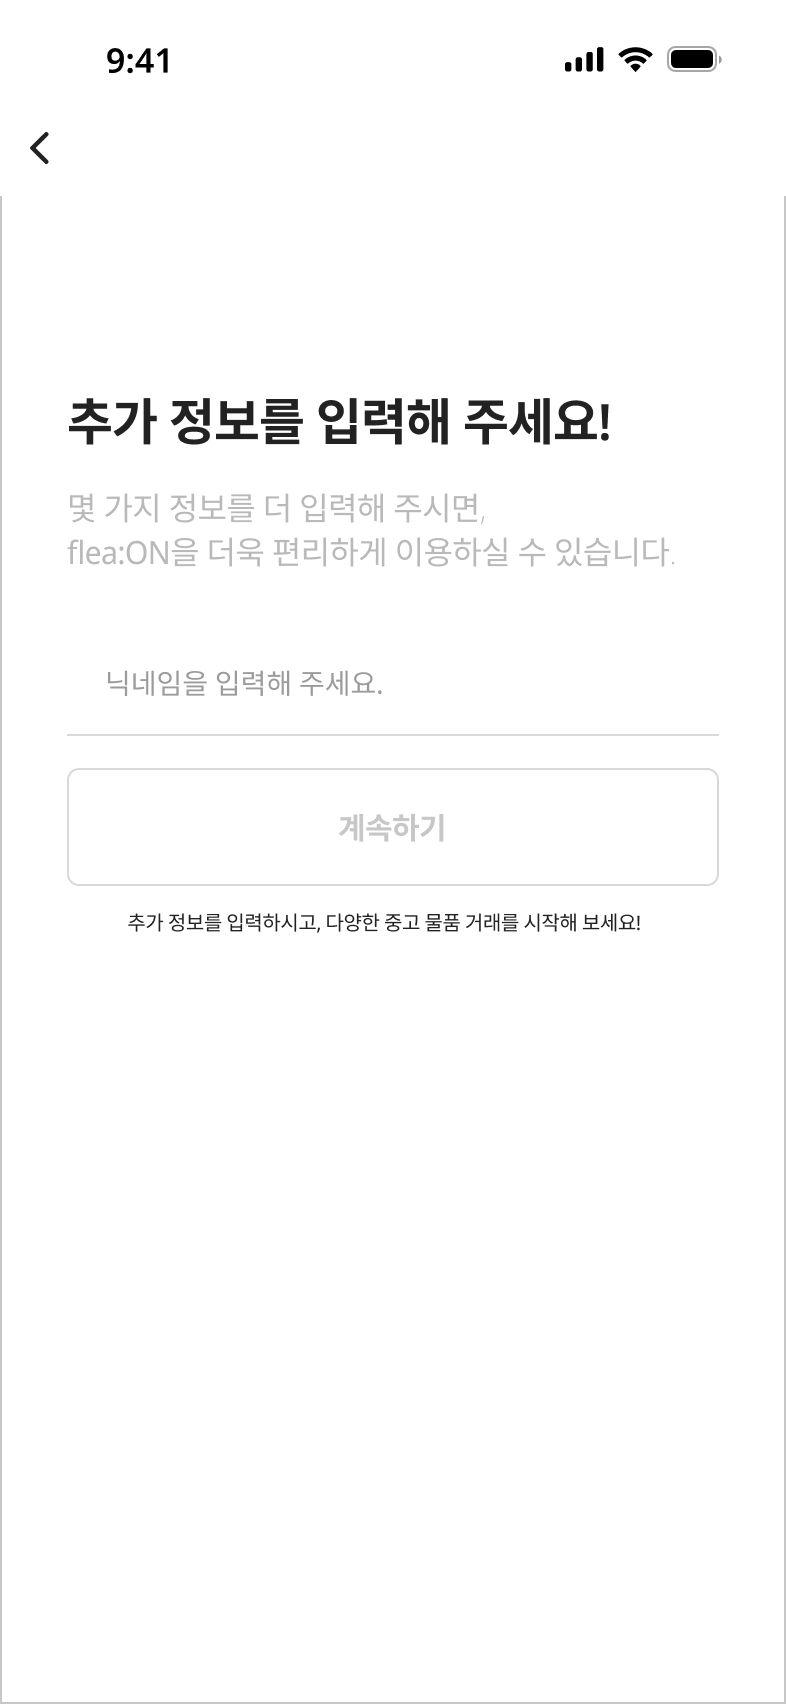 9:41
추가 정보를 입력해 주세요!
몇 가지 정보를 더 입력해 주시면,
flea:ON을 더욱 편리하게 이용하실 수 있습니다.
닉네임을 입력해 주세요.
계속하기
추가 정보를 입력하시고, 다양한 중고 물품 거래를 시작해 보세요!